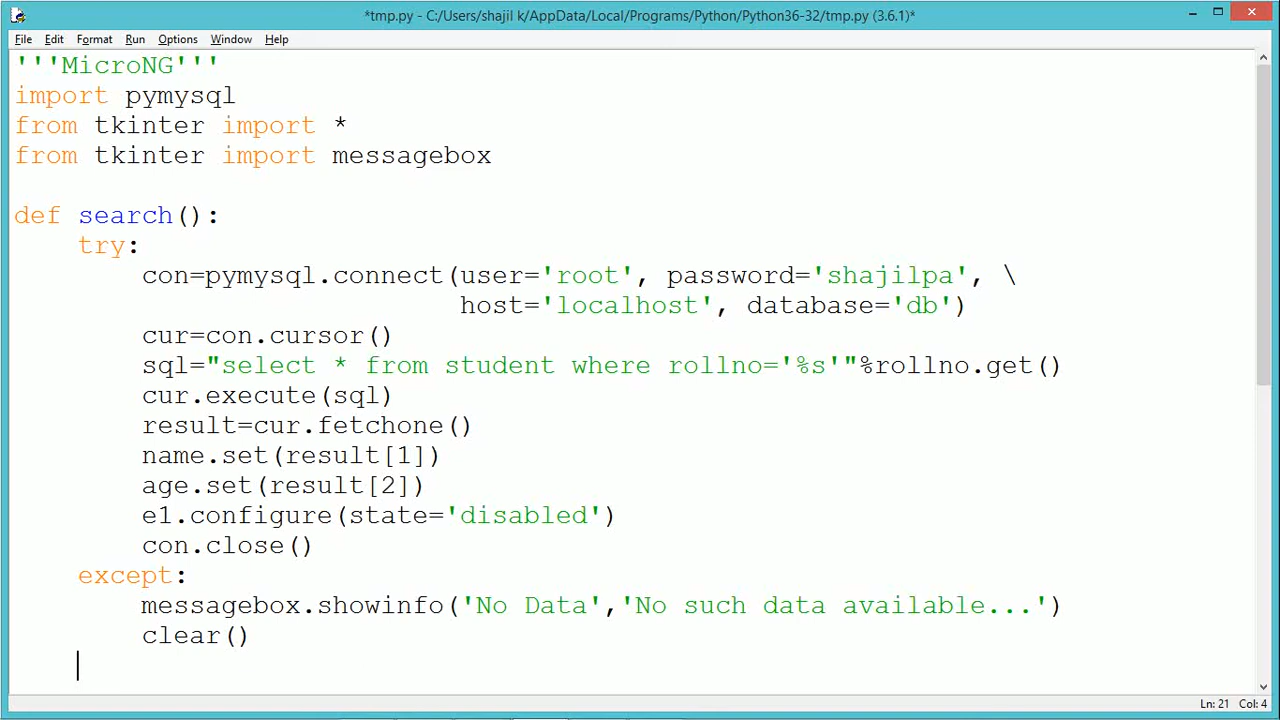 *tmp.py - C:/Users/shajil k/AppData/Local/Programs/Python/Python36-32/tmp.py (3.6.1)*
File Edit Format Run Options Window Help
'''MicroNG'''
import pymysql
from tkinter import *
from tkinter import messagebox
def search():
    try:
        con=pymysql.connect(user='root', password='shajilpa', \
                            host='localhost', database='db')
        cur=con.cursor()
        sql="select * from student where rollno='%s'"%rollno.get()
        cur.execute(sql)
        result=cur.fetchone()
        name.set(result[1])
        age.set(result[2])
        e1.configure(state='disabled')
        con.close()
    except:
        messagebox.showinfo('No Data','No such data available...')
        clear()
Ln: 21 Col: 4